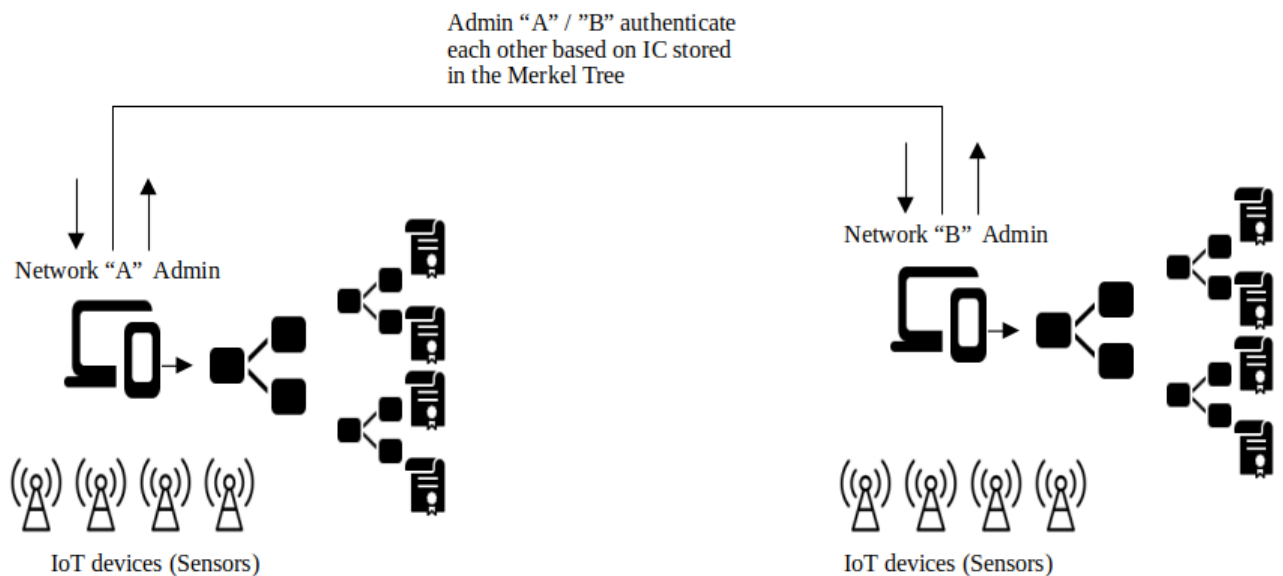 Admin “A” / ”B” authenticate
each other based on IC stored
in the Merkel Tree
Network “A” Admin
Network “B” Admin
IoT devices (Sensors)
IoT devices (Sensors)